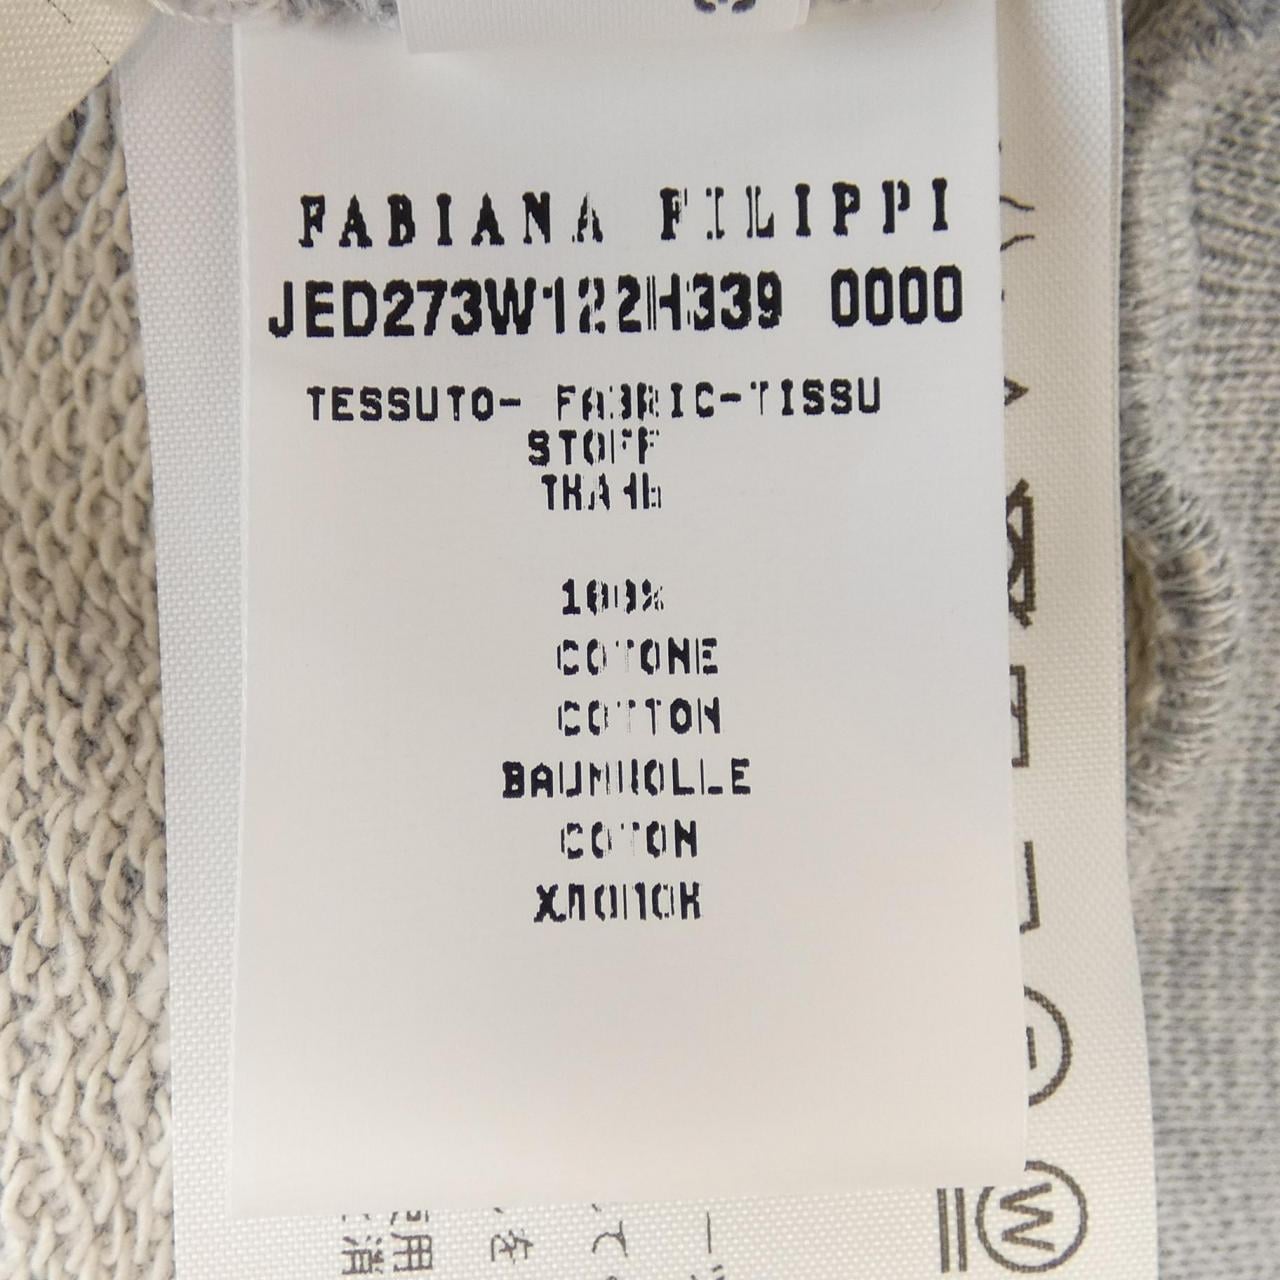 FABIANA FILIPPI
JED273W122H339 0000
TESSUTO- FABRIC-TISSU
STOFF
ТКАНЬ
100%
COTONE
COTTON
BAUMWOLLE
COTON
ХЛОПОК
W